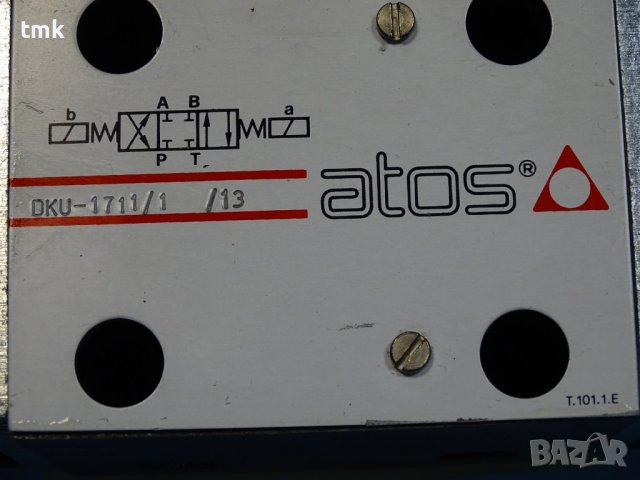 tmk
A B
b a
P T
DKU-1711/1 /13
atos®
T.101.1.E
BAZAR